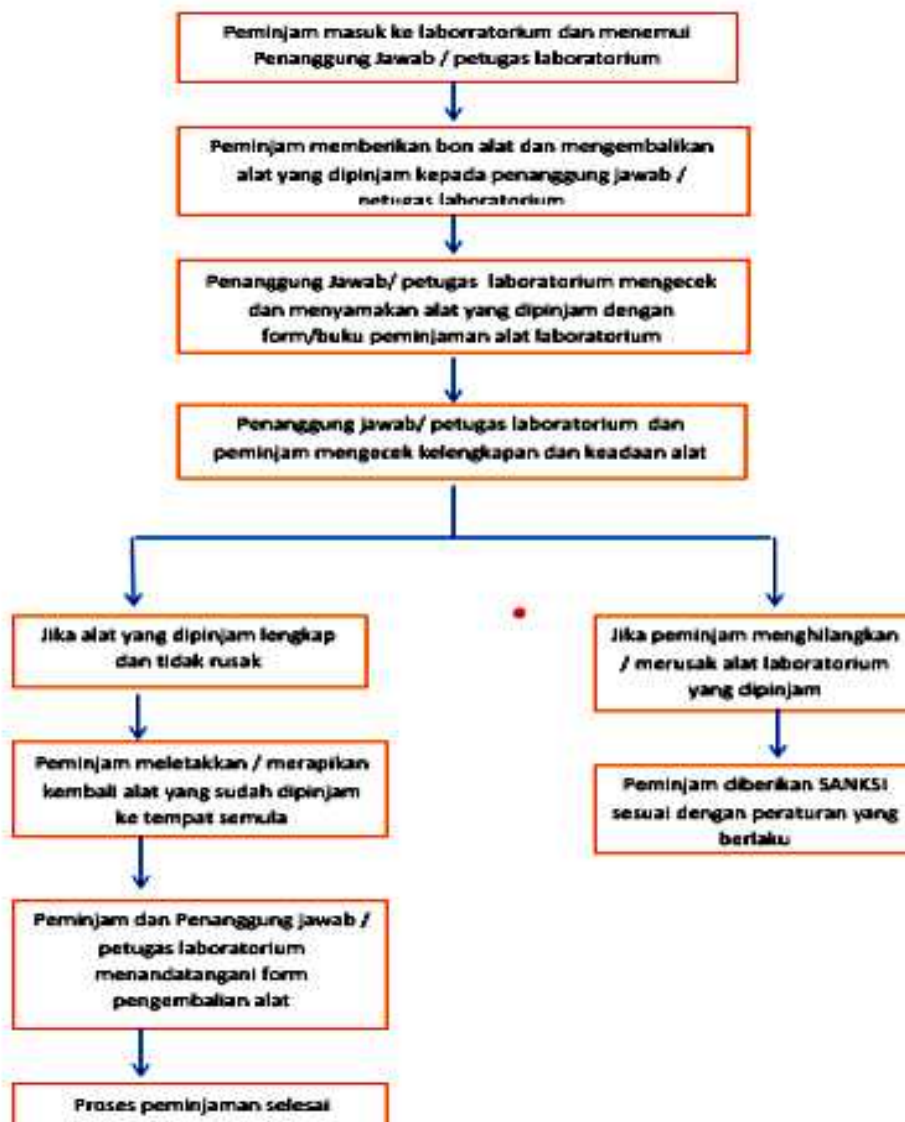 Peminjam masuk ke laborratorium dan menemui
Penanggung Jawab / petugas laboratorium
Peminjam memberikan bon alat dan mengembalikan
alat yang dipinjam kepada penanggung jawab /
petugas laboratorium
Penanggung Jawab/ petugas laboratorium mengecek
dan menyamakan alat yang dipinjam dengan
form/buku peminjaman alat laboratorium
Penanggung jawab/ petugas laboratorium dan
peminjam mengecek kelengkapan dan keadaan alat
Jika alat yang dipinjam lengkap
dan tidak rusak
Peminjam meletakkan / merapikan
kembali alat yang sudah dipinjam
ke tempat semula
Peminjam dan Penanggung jawab /
petugas laboratorium
menandatangani form
pengembalian alat
Proses peminjaman selesai
Jika peminjam menghilangkan
/ merusak alat laboratorium
yang dipinjam
Peminjam diberikan SANKSI
sesuai dengan peraturan yang
berlaku